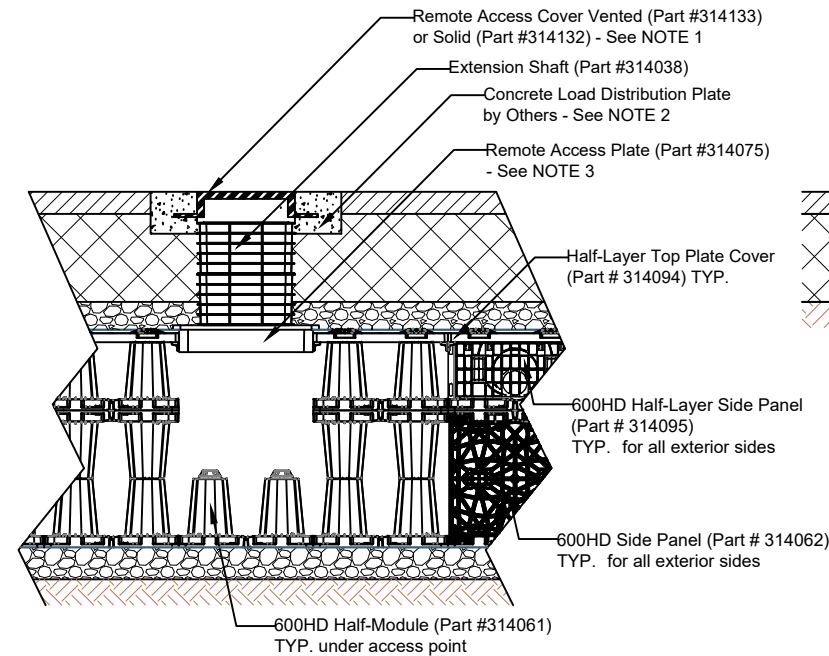 Remote Access Cover Vented (Part #314133)
or Solid (Part #314132) - See NOTE 1
Extension Shaft (Part #314038)
Concrete Load Distribution Plate
by Others - See NOTE 2
Remote Access Plate (Part #314075)
- See NOTE 3
Half-Layer Top Plate Cover
(Part # 314094) TYP.
600HD Half-Layer Side Panel
(Part # 314095)
TYP. for all exterior sides
600HD Side Panel (Part # 314062)
TYP. for all exterior sides
600HD Half-Module (Part #314061)
TYP. under access point